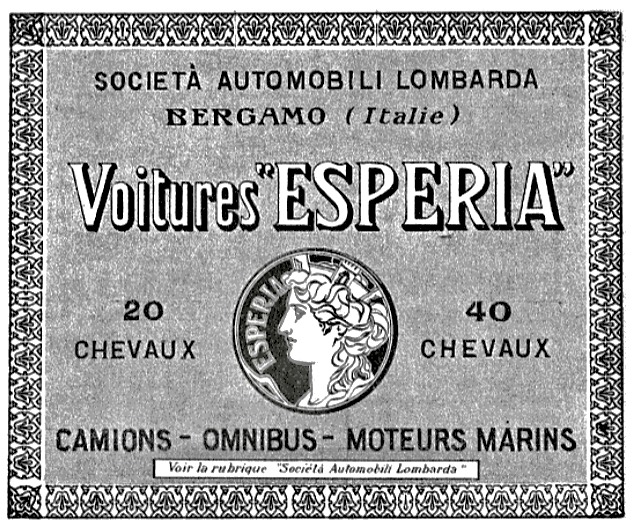 SOCIETÀ AUTOMOBILI LOMBARDA
BERGAMO (Italie)
Voitures "ESPERIA"
ESPERIA
20 CHEVAUX
40 CHEVAUX
CAMIONS - OMNIBUS - MOTEURS MARINS
Voir la rubrique "Società Automobili Lombarda"